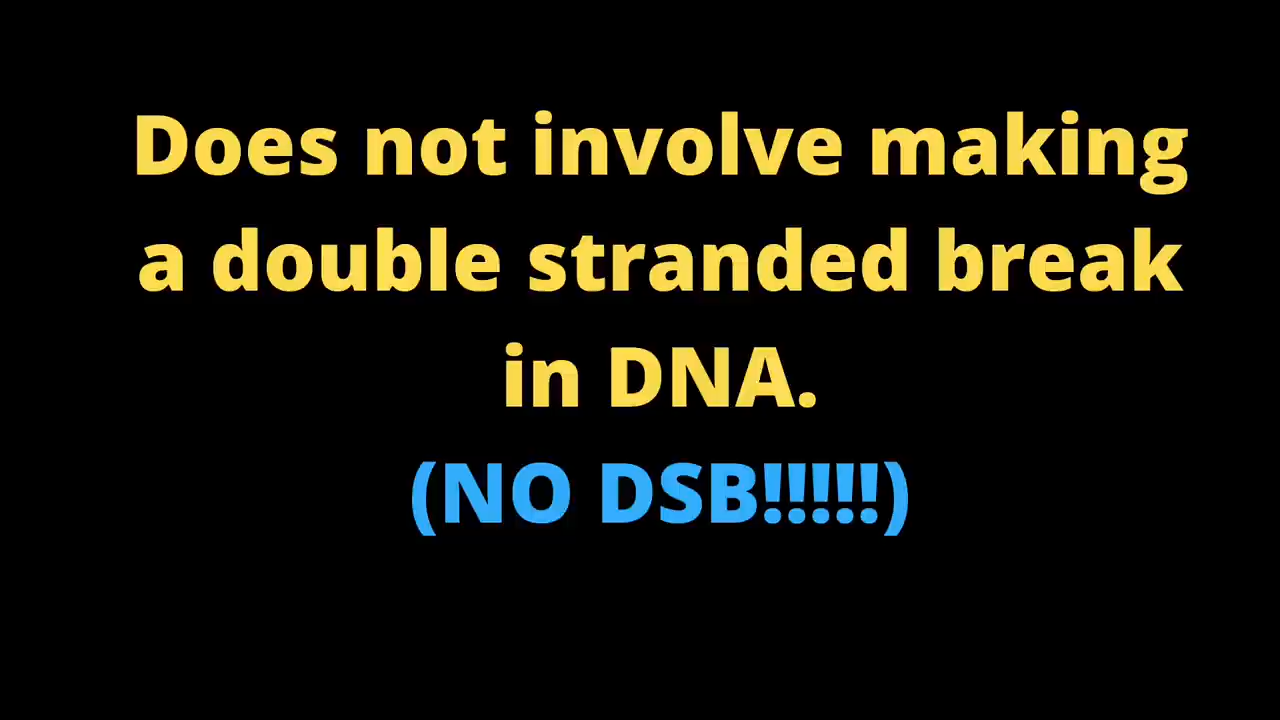 Does not involve making
a double stranded break
in DNA.
(NO DSB!!!!!)